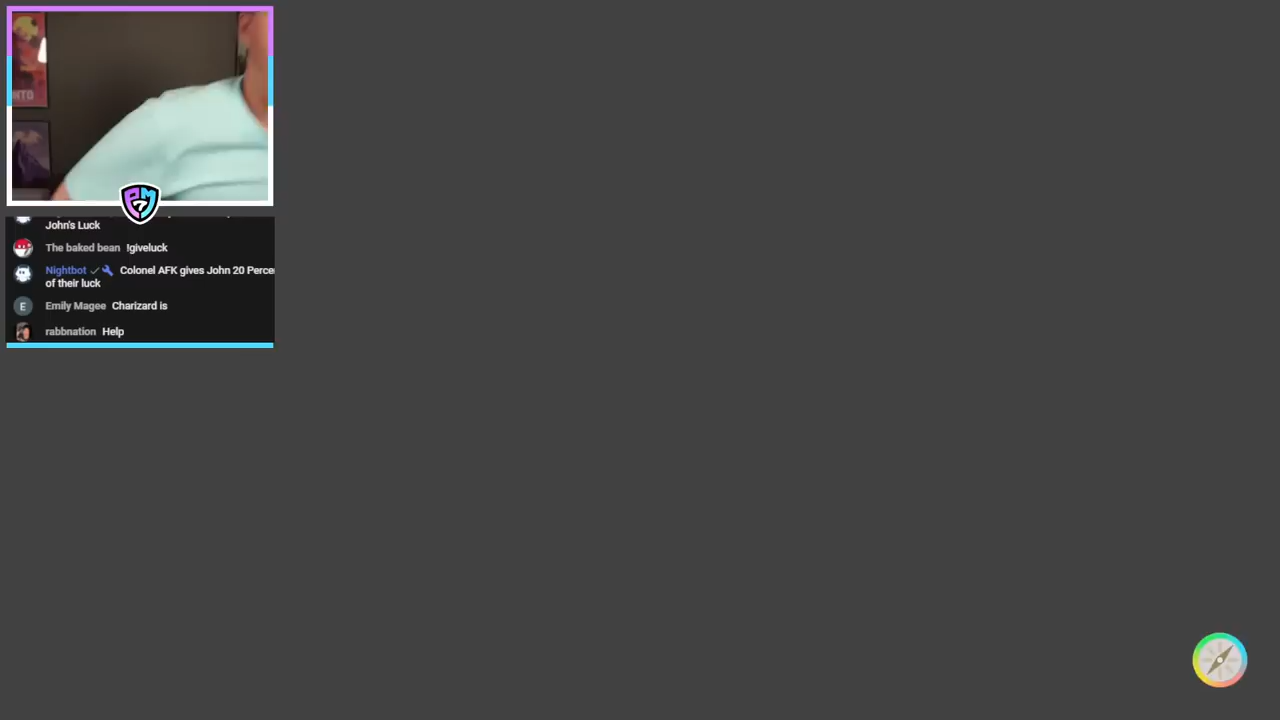 NTO
John's Luck
The baked bean !giveluck
Nightbot Colonel AFK gives John 20
of their luck
E Emily Magee Charizard is
rabbnation Help